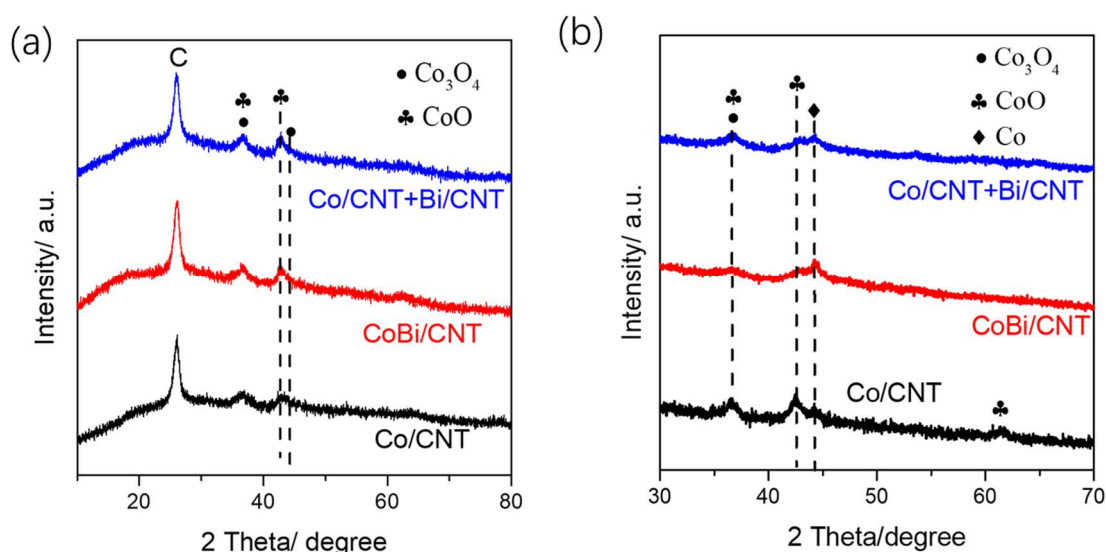 (a)
C
● Co₃O₄
♣ CoO
Co/CNT+Bi/CNT
CoBi/CNT
Co/CNT
Intensity/ a.u.
20 40 60 80
2 Theta/ degree
(b)
● Co₃O₄
♣ CoO
♦ Co
Co/CNT+Bi/CNT
CoBi/CNT
Co/CNT
Intensity/ a.u.
30 40 50 60 70
2 Theta/degree